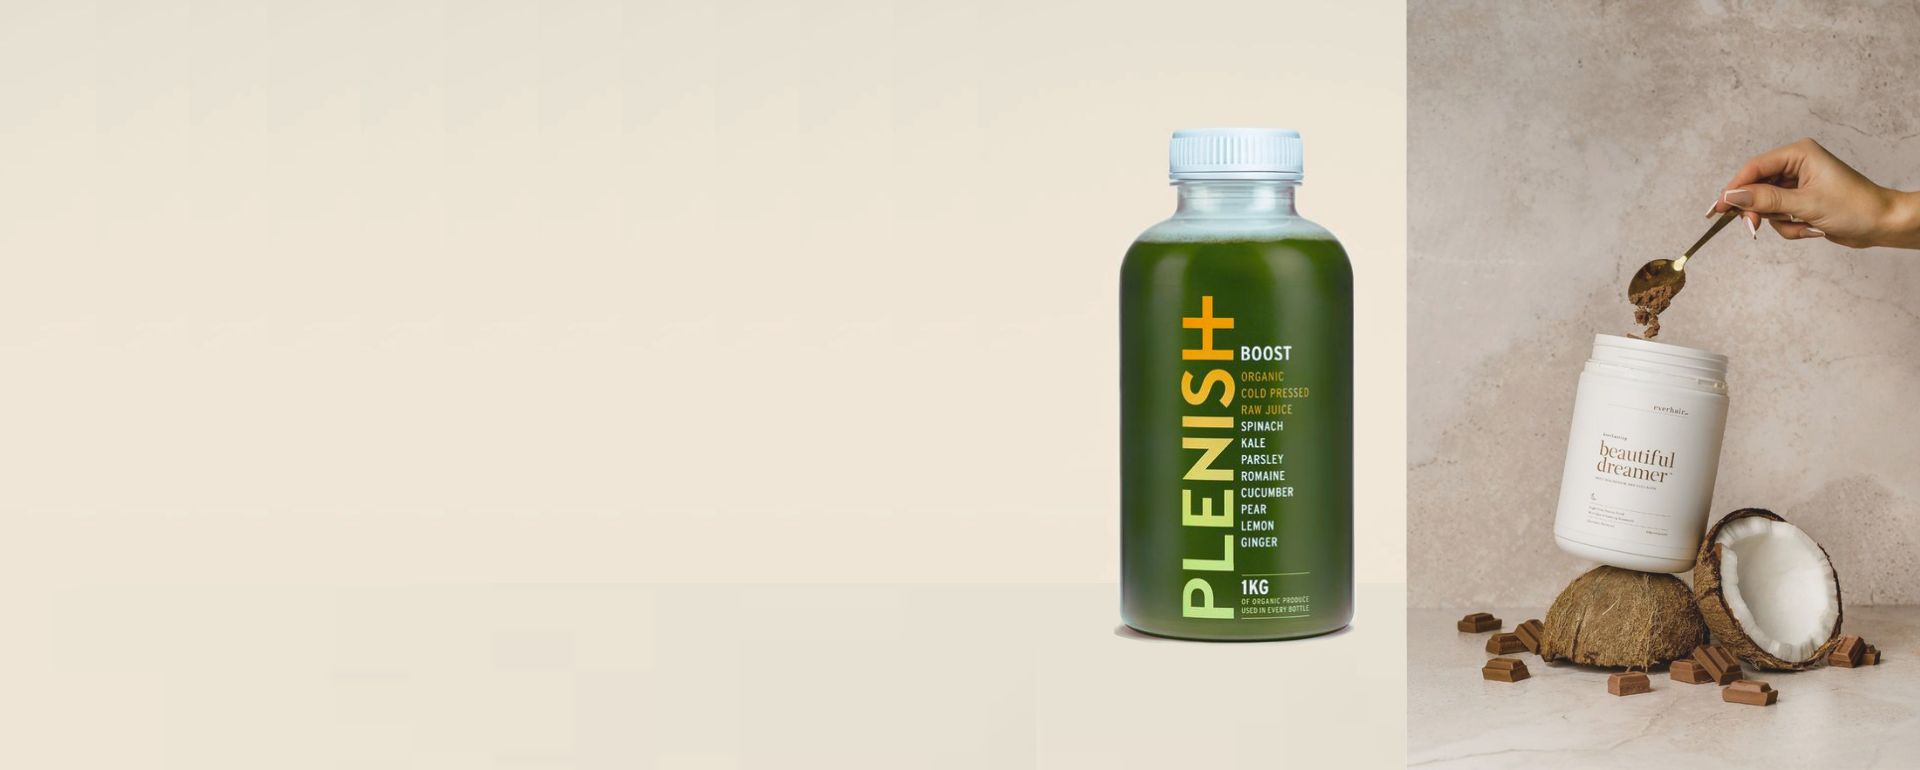 PLENISH
BOOST
ORGANIC
COLD PRESSED
RAW JUICE
SPINACH
KALE
PARSLEY
ROMAINE
CUCUMBER
PEAR
LEMON
GINGER
1KG
OF ORGANIC PRODUCE
USED IN EVERY BOTTLE
everhair
everlasting
beautiful
dreamer